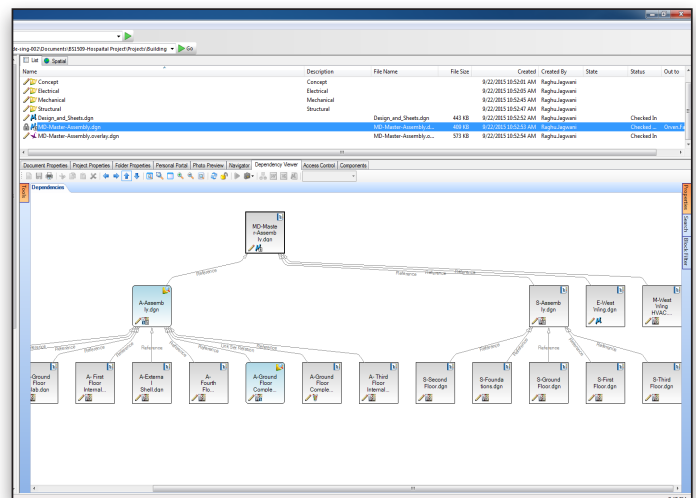 de-sing-002\Documents\BS1509-Hospaital Project\Projects\Building Go
List Spatial
Name Description File Name File Size Created Created By State Status Out to
Concept Concept 9/22/2015 10:52:01 AM Raghu.Jagwani
Electrical Electrical 9/22/2015 10:52:05 AM Raghu.Jagwani
Mechanical Mechanical 9/22/2015 10:52:45 AM Raghu.Jagwani
Structural Structural 9/22/2015 10:52:47 AM Raghu.Jagwani
Design_and_Sheets.dgn Design_and_Sheets.dgn 443 KB 9/22/2015 10:52:52 AM Raghu.Jagwani Checked In
MD-Master-Assembly.dgn MD-Master-Assembly.d... 409 KB 9/22/2015 10:52:53 AM Raghu.Jagwani Checked ...
MD-Master-Assembly.overlay.dgn MD-Master-Assembly.o... 573 KB 9/22/2015 10:52:54 AM Raghu.Jagwani Checked In
Document Properties Project Properties Folder Properties Personal Portal Photo Preview Navigator Dependency Viewer Access Control Components
Tools
Dependencies
Properties
Search
Block Filter
MD-Maste
r-Assemb
ly.dgn
Reference Reference Reference Reference
A-Assemb
ly.dgn
S-Assemb
ly.dgn
E-West
Wing.dgn
M-West
Wing
HVAC...
Reference Reference Reference Reference Link Set Relation Reference
Reference Reference Reference Reference
-Ground
Floor
lab.dgn
A- First
Floor
Internal...
A-Externa
l
Shell.dgn
A-
Fourth
Flo...
A-Ground
Floor
Comple...
A-Ground
Floor
Comple...
A- Third
Floor
Internal...
S-Second
Floor.dgn
S-Founda
tions.dgn
S-Ground
Floor.dgn
S-First
Floor.dgn
S-Third
Floor.dgn